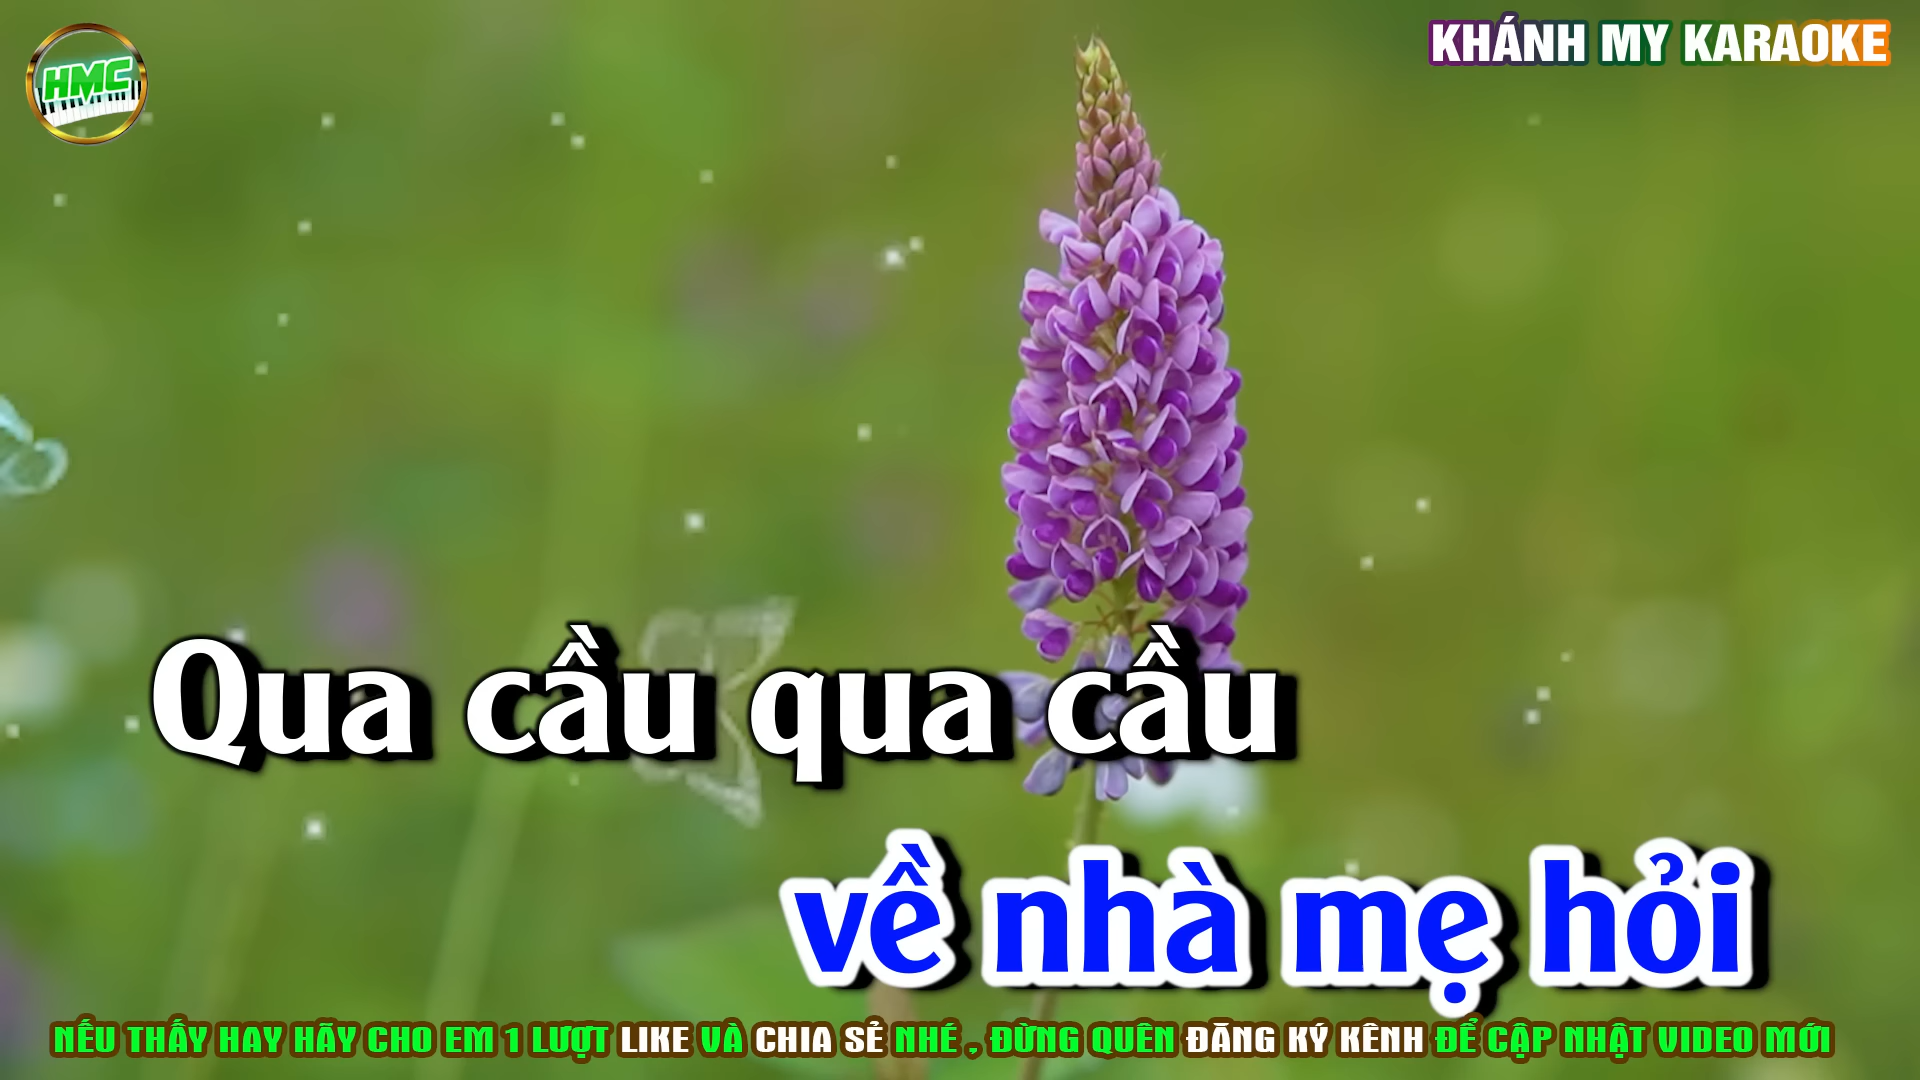 HMC
KHÁNH MY KARAOKE
Qua cầu qua cầu
về nhà mẹ hỏi
NẾU THẤY HAY HÃY CHO EM 1 LƯỢT LIKE VÀ CHIA SẺ NHÉ , ĐỪNG QUÊN ĐĂNG KÝ KÊNH ĐỂ CẬP NHẬT VIDEO MỚI